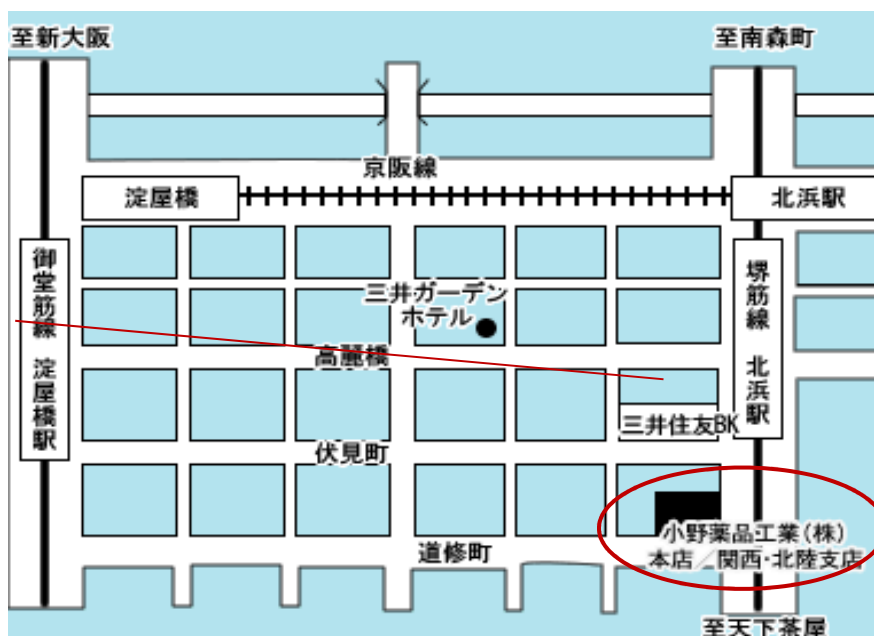 至新大阪
至南森町
京阪線
淀屋橋
北浜駅
御堂筋線 淀屋橋駅
堺筋線 北浜駅
三井ガーデン
ホテル
高麗橋
三井住友BK
伏見町
小野薬品工業(株)
本店／関西・北陸支店
道修町
至天下茶屋